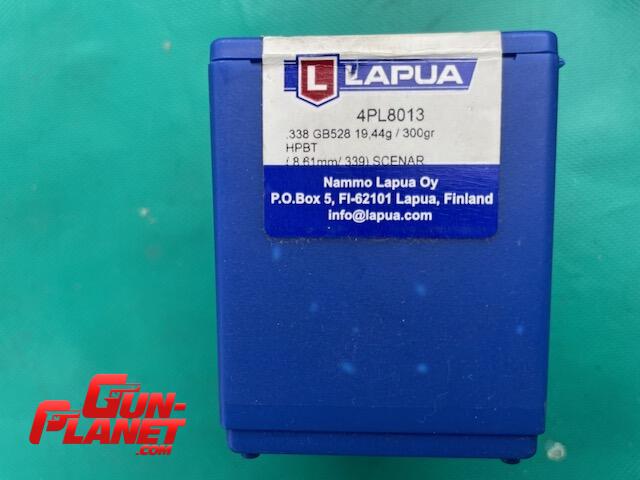 L LAPUA
4PL8013
.338 GB528 19,44g / 300gr
HPBT
( 8.61mm/ 339) SCENAR
Nammo Lapua Oy
P.O.Box 5, FI-62101 Lapua, Finland
info@lapua.com
GUN-
PLANET
.COM